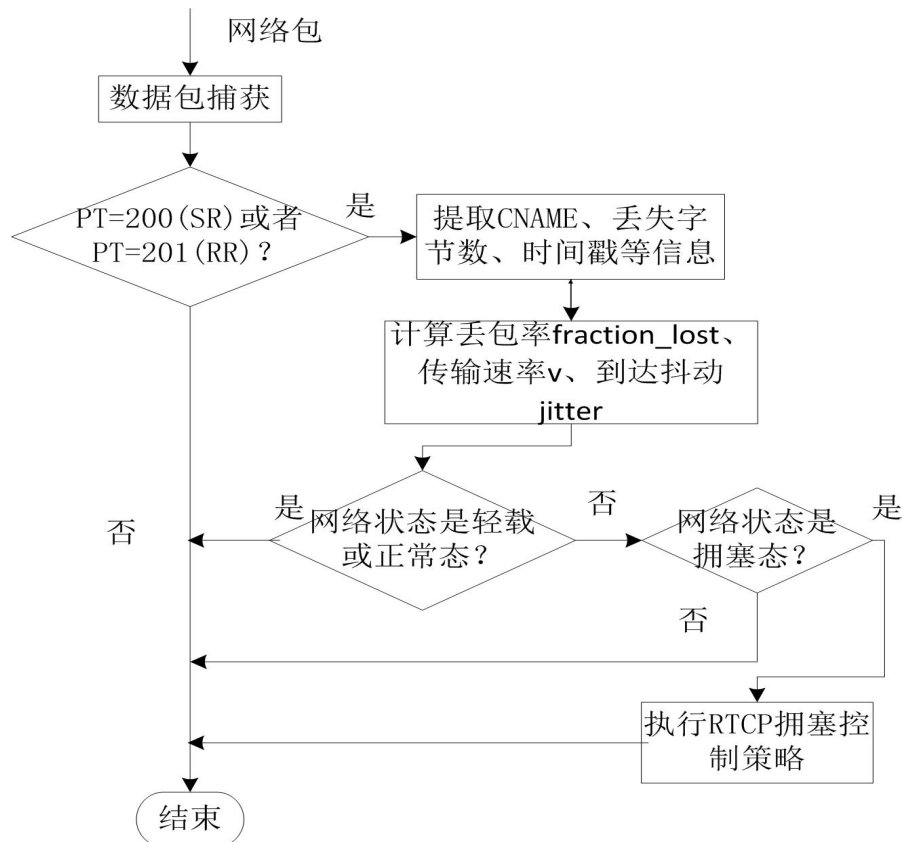 网络包
数据包捕获
PT=200(SR)或者
PT=201(RR)？
是
提取CNAME、丢失字
节数、时间戳等信息
计算丢包率fraction_lost、
传输速率v、到达抖动
jitter
否
是
网络状态是轻载
或正常态？
否
网络状态是
拥塞态？
是
否
执行RTCP拥塞控
制策略
结束